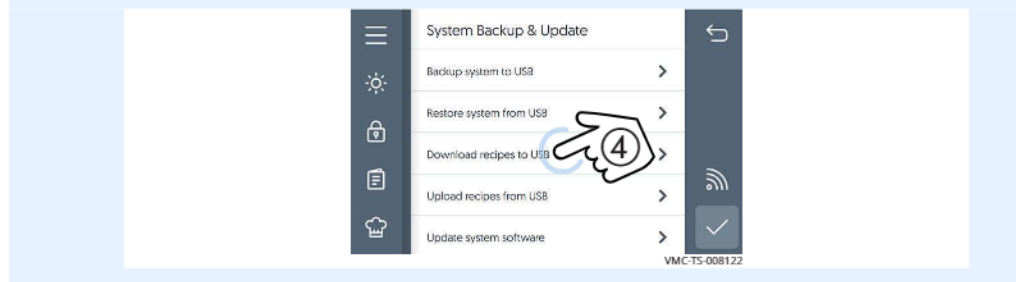 System Backup & Update
Backup system to USB
Restore system from USB
Download recipes to USB
4
Upload recipes from USB
Update system software
VMC-TS-008122